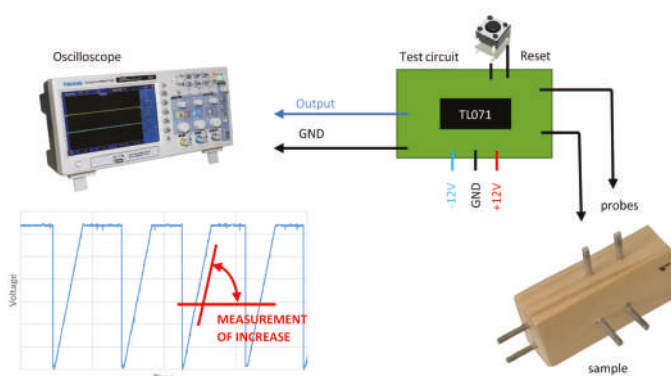 Oscilloscope
Test circuit
Reset
Output
TL071
GND
-12V
GND
+12V
probes
Voltage
MEASUREMENT
OF INCREASE
sample